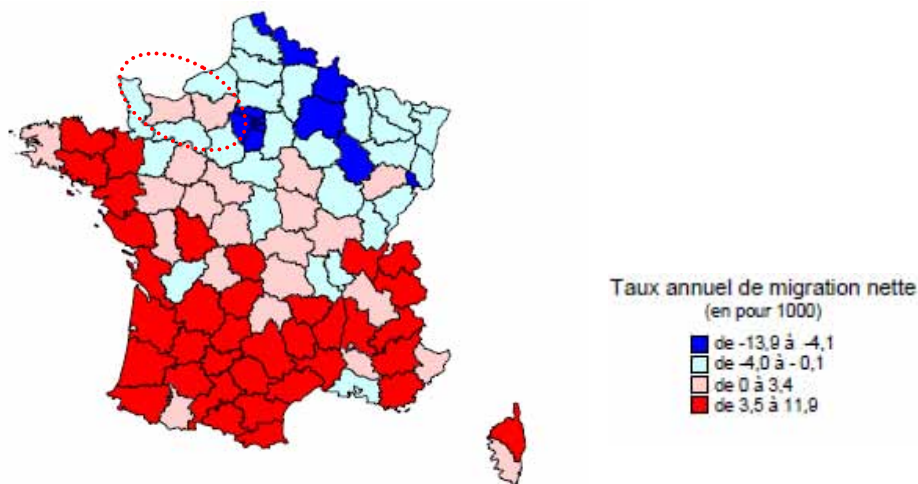 Taux annuel de migration nette
(en pour 1000)
de -13,9 à -4,1
de -4,0 à - 0,1
de 0 à 3,4
de 3,5 à 11,9